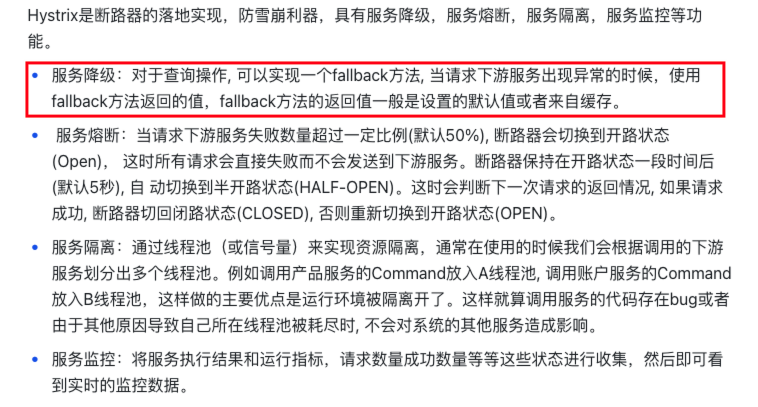 Hystrix是断路器的落地实现，防雪崩利器，具有服务降级，服务熔断，服务隔离，服务监控等功
能。
• 服务降级：对于查询操作, 可以实现一个fallback方法, 当请求下游服务出现异常的时候，使用
fallback方法返回的值，fallback方法的返回值一般是设置的默认值或者来自缓存。
• 服务熔断：当请求下游服务失败数量超过一定比例(默认50%), 断路器会切换到开路状态
(Open)， 这时所有请求会直接失败而不会发送到下游服务。断路器保持在开路状态一段时间后
(默认5秒), 自 动切换到半开路状态(HALF-OPEN)。这时会判断下一次请求的返回情况, 如果请求
成功, 断路器切回闭路状态(CLOSED), 否则重新切换到开路状态(OPEN)。
• 服务隔离：通过线程池（或信号量）来实现资源隔离，通常在使用的时候我们会根据调用的下游
服务划分出多个线程池。例如调用产品服务的Command放入A线程池, 调用账户服务的Command
放入B线程池，这样做的主要优点是运行环境被隔离开了。这样就算调用服务的代码存在bug或者
由于其他原因导致自己所在线程池被耗尽时, 不会对系统的其他服务造成影响。
• 服务监控：将服务执行结果和运行指标，请求数量成功数量等等这些状态进行收集，然后即可看
到实时的监控数据。